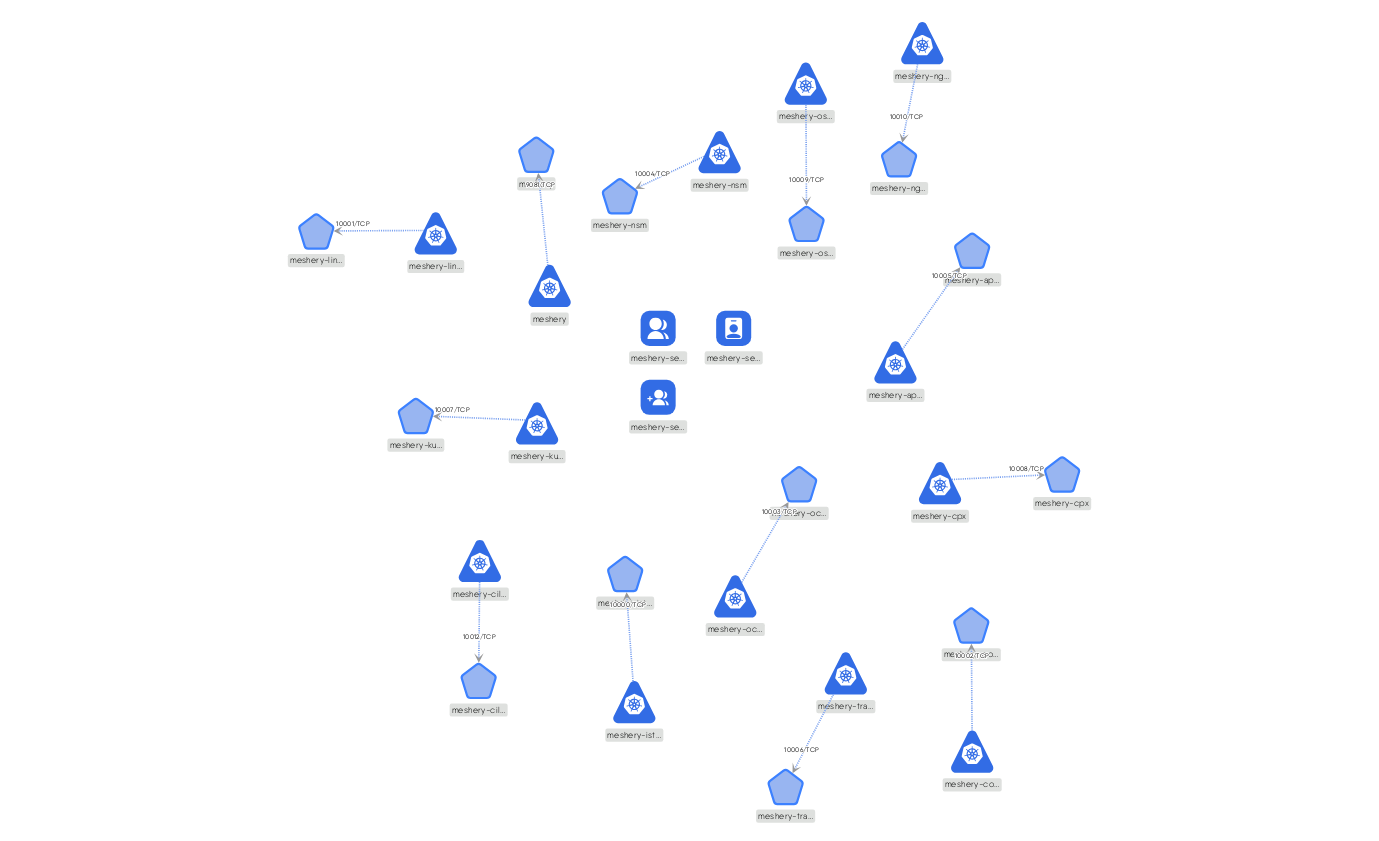 meshery-ng...
meshery-os...
10010/TCP
10004/TCP
10009/TCP
9081/TCP
meshery-nsm
meshery-ng...
10001/TCP
meshery-nsm
meshery-os...
meshery-lin...
meshery-lin...
10005/TCP
meshery-ap...
meshery
meshery-se...
meshery-se...
meshery-ap...
10007/TCP
meshery-se...
meshery-ku...
meshery-ku...
10008/TCP
meshery-cpx
10003/TCP
meshery-oc...
meshery-cpx
meshery-cil...
10000/TCP
meshery-oc...
10012/TCP
10002/TCP
meshery-cil...
meshery-tra...
meshery-ist...
10006/TCP
meshery-co...
meshery-tra...